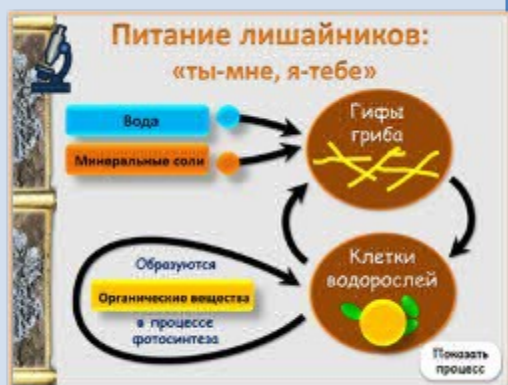 Питание лишайников:
«ты-мне, я-тебе»
Вода
Минеральные соли
Гифы
гриба
Образуются
Органические вещества
в процессе
фотосинтеза
Клетки
водорослей
Показать
процесс